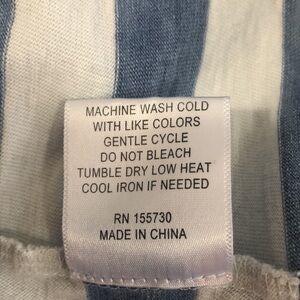 MACHINE WASH COLD
WITH LIKE COLORS
GENTLE CYCLE
DO NOT BLEACH
TUMBLE DRY LOW HEAT
COOL IRON IF NEEDED
RN 155730
MADE IN CHINA